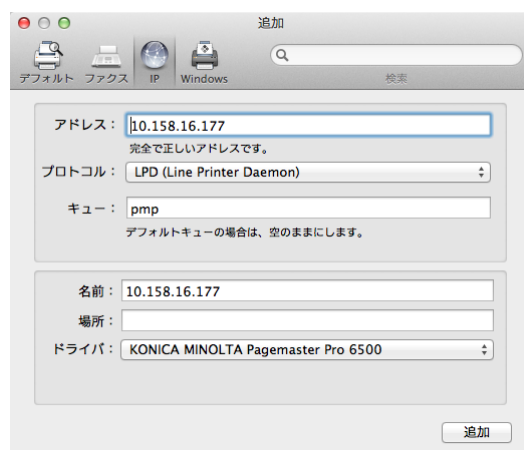 追加
デフォルト ファクス IP Windows 検索
アドレス： 10.158.16.177
完全で正しいアドレスです。
プロトコル： LPD (Line Printer Daemon)
キュー： pmp
デフォルトキューの場合は、空のままにします。
名前： 10.158.16.177
場所：
ドライバ： KONICA MINOLTA Pagemaster Pro 6500
追加